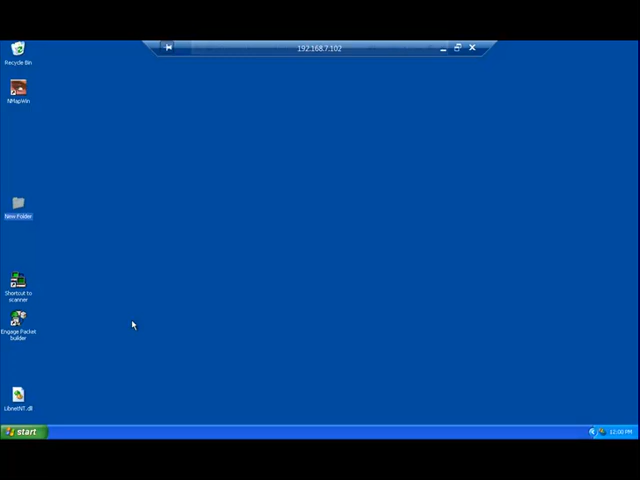 192.168.7.102
Recycle Bin
NMapWin
New Folder
Shortcut to
scanner
Engage Packet
builder
LibnetNT.dll
start
12:00 PM